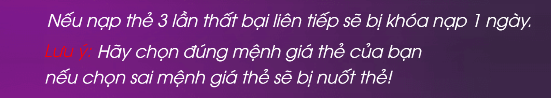 Nếu nạp thẻ 3 lần thất bại liên tiếp sẽ bị khóa nạp 1 ngày.
Lưu ý: Hãy chọn đúng mệnh giá thẻ của bạn
nếu chọn sai mệnh giá thẻ sẽ bị nuốt thẻ!